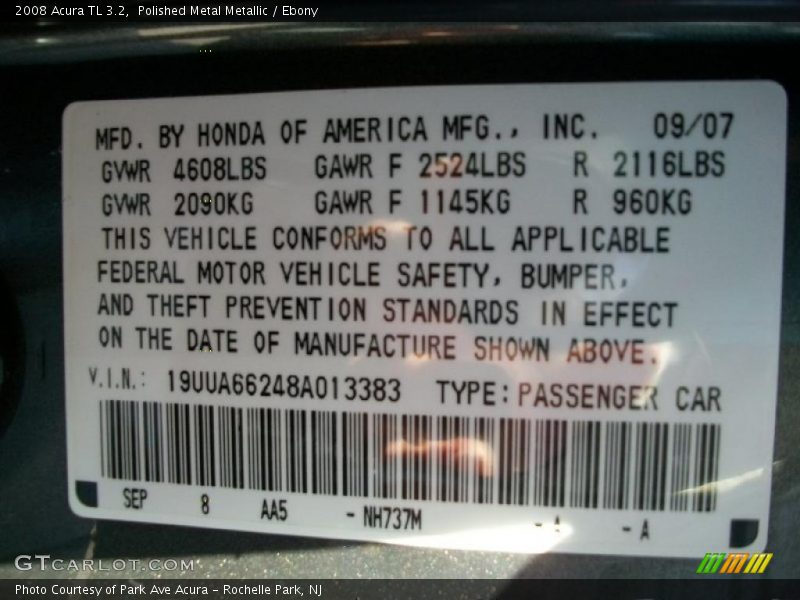 2008 Acura TL 3.2, Polished Metal Metallic / Ebony
MFD. BY HONDA OF AMERICA MFG., INC. 09/07
GVWR 4608LBS GAWR F 2524LBS R 2116LBS
GVWR 2090KG GAWR F 1145KG R 960KG
THIS VEHICLE CONFORMS TO ALL APPLICABLE
FEDERAL MOTOR VEHICLE SAFETY, BUMPER,
AND THEFT PREVENTION STANDARDS IN EFFECT
ON THE DATE OF MANUFACTURE SHOWN ABOVE.
V.I.N.: 19UUA66248A013383 TYPE: PASSENGER CAR
SEP 8 AA5 - NH737M - A - A
GTCARLOT.COM
Photo Courtesy of Park Ave Acura - Rochelle Park, NJ